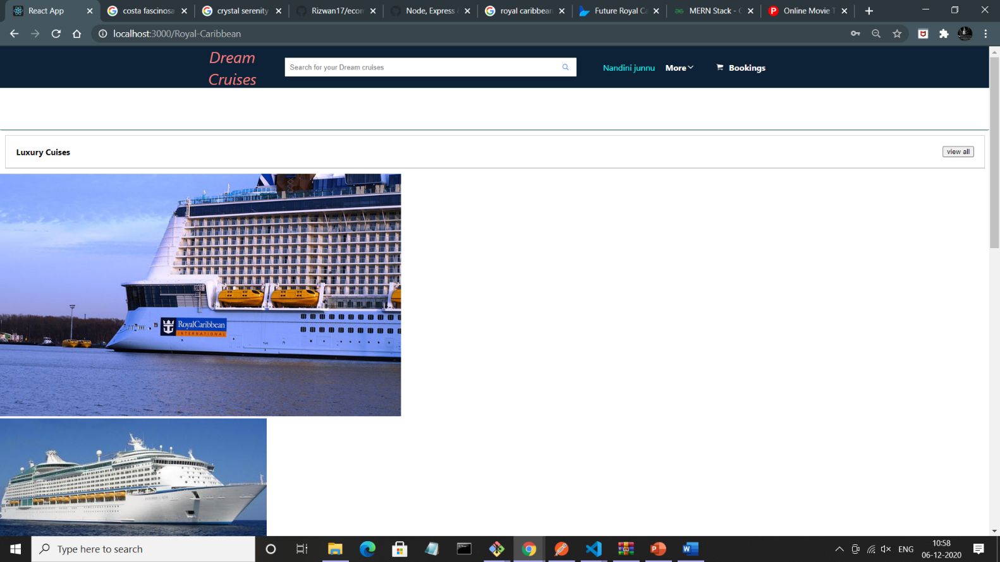 React App
costa fascinosa
crystal serenity
Rizwan17/ecom
Node, Express
royal caribbean
Future Royal Ca
MERN Stack - G
Online Movie T
localhost:3000/Royal-Caribbean
Dream
Cruises
Search for your Dream cruises
Nandini junnu
More
Bookings
Luxury Cuises
view all
RoyalCaribbean
INTERNATIONAL
Type here to search
ENG
10:58
06-12-2020